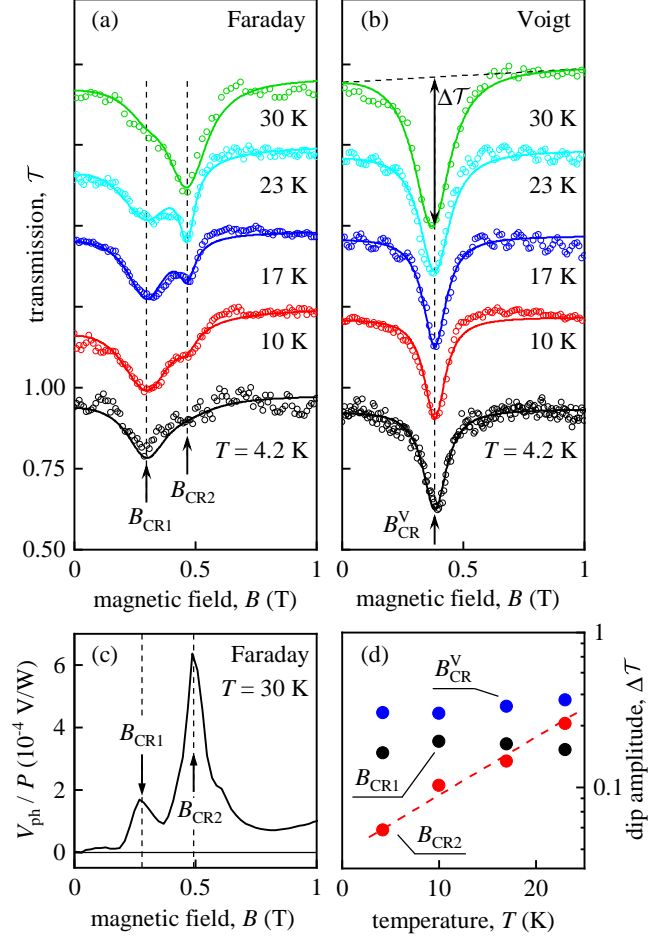 (a) Faraday
transmission, 𝒯
30 K
23 K
17 K
10 K
T = 4.2 K
1.00
0.75
0.50
B_CR1
B_CR2
0 0.5 1
magnetic field, B (T)
(b) Voigt
Δ𝒯
30 K
23 K
17 K
10 K
T = 4.2 K
B^V_CR
0 0.5 1
magnetic field, B (T)
(c) Faraday
T = 30 K
V_ph / P (10^-4 V/W)
6
4
2
0
B_CR1
B_CR2
0 0.5 1
magnetic field, B (T)
(d)
B^V_CR
B_CR1
B_CR2
1
0.1
dip amplitude, Δ𝒯
0 10 20
temperature, T (K)